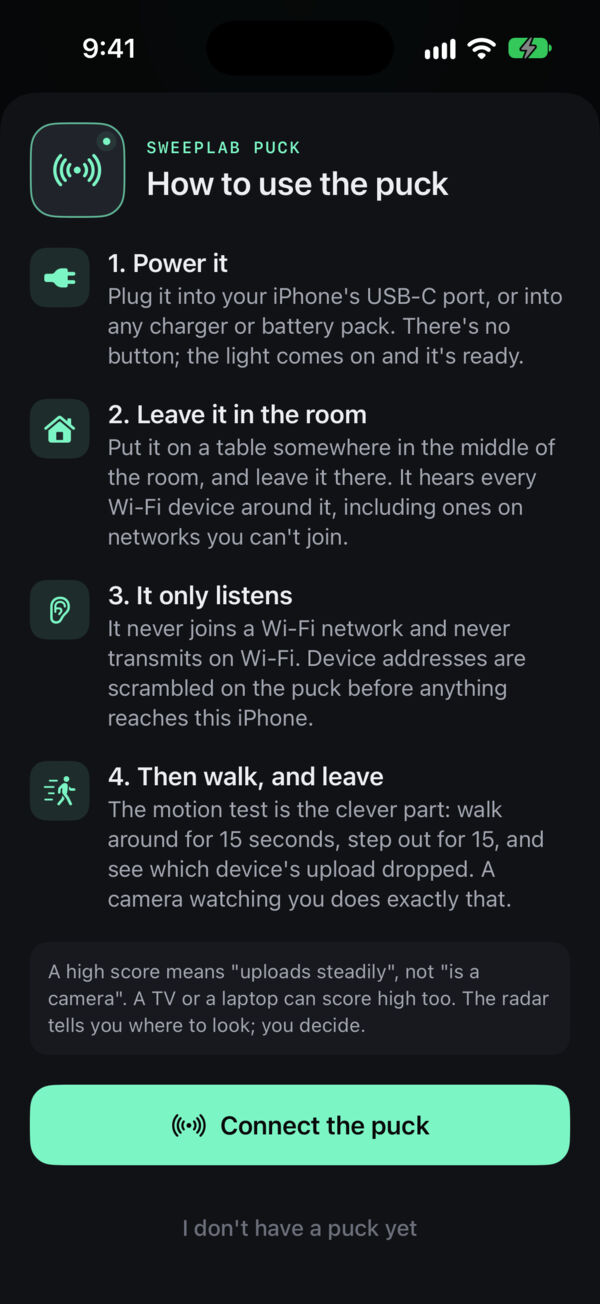 9:41
SWEEPLAB PUCK
How to use the puck
1. Power it
Plug it into your iPhone's USB-C port, or into
any charger or battery pack. There's no
button; the light comes on and it's ready.
2. Leave it in the room
Put it on a table somewhere in the middle of
the room, and leave it there. It hears every
Wi-Fi device around it, including ones on
networks you can't join.
3. It only listens
It never joins a Wi-Fi network and never
transmits on Wi-Fi. Device addresses are
scrambled on the puck before anything
reaches this iPhone.
4. Then walk, and leave
The motion test is the clever part: walk
around for 15 seconds, step out for 15, and
see which device's upload dropped. A
camera watching you does exactly that.
A high score means "uploads steadily", not "is a
camera". A TV or a laptop can score high too. The radar
tells you where to look; you decide.
Connect the puck
I don't have a puck yet